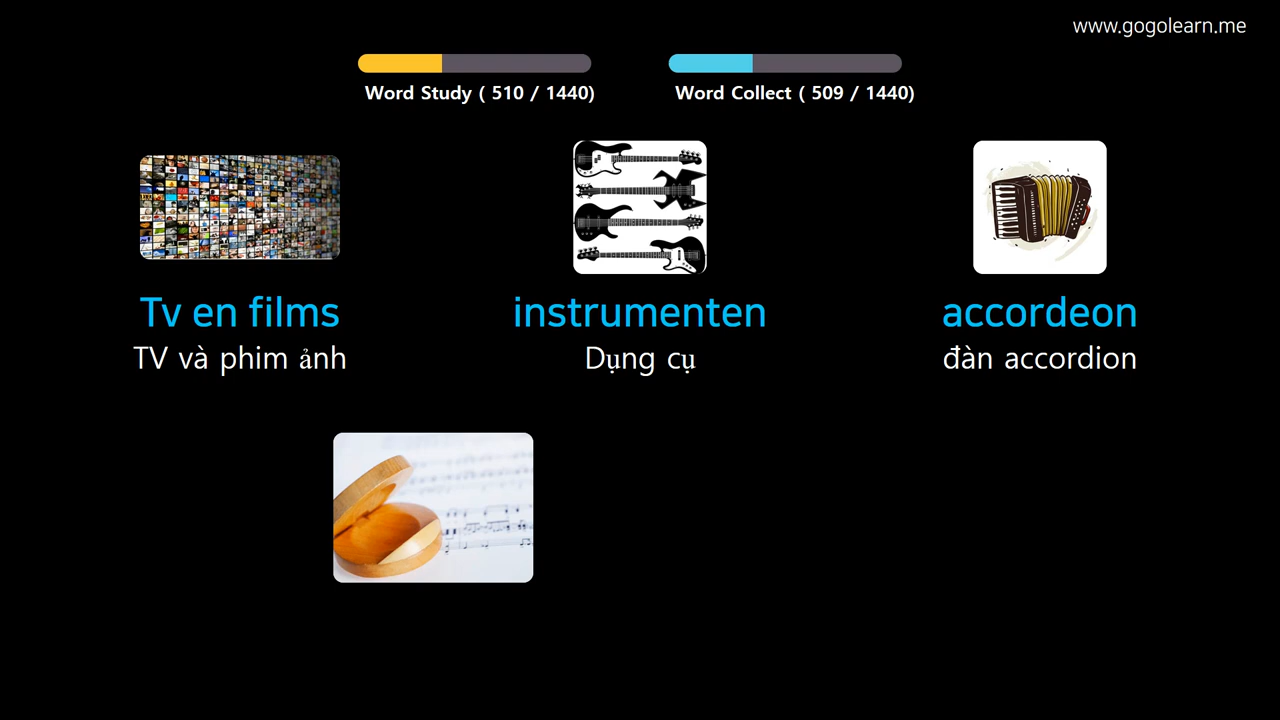 www.gogolearn.me
Word Study ( 510 / 1440)
Word Collect ( 509 / 1440)
Tv en films
instrumenten
accordeon
TV và phim ảnh
Dụng cụ
đàn accordion